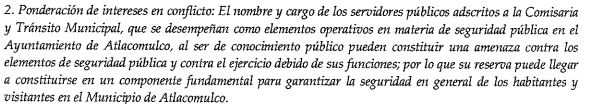 2. Ponderación de intereses en conflicto: El nombre y cargo de los servidores públicos adscritos a la Comisaria
y Tránsito Municipal, que se desempeñan como elementos operativos en materia de seguridad pública en el
Ayuntamiento de Atlacomulco, al ser de conocimiento público pueden constituir una amenaza contra los
elementos de seguridad pública y contra el ejercicio debido de sus funciones; por lo que su reserva puede llegar
a constituirse en un componente fundamental para garantizar la seguridad en general de los habitantes y
visitantes en el Municipio de Atlacomulco.